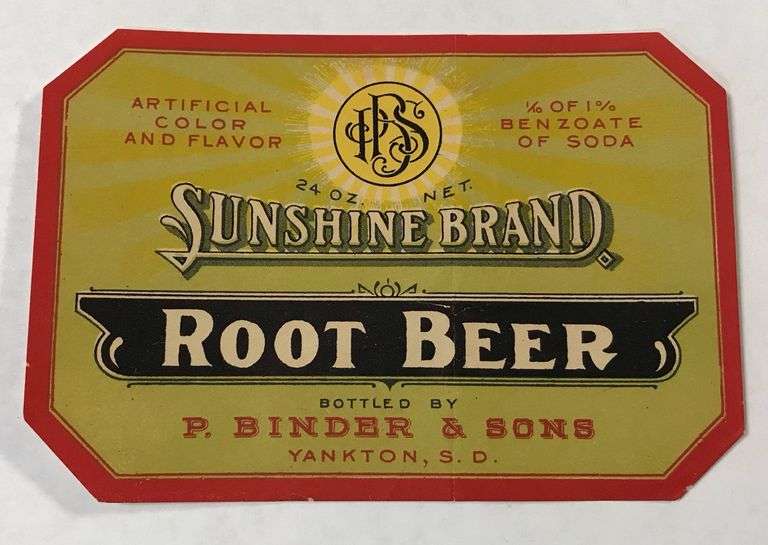 ARTIFICIAL
COLOR
AND FLAVOR
PBS
1/10 OF 1%
BENZOATE
OF SODA
24 OZ. NET.
SUNSHINE BRAND
ROOT BEER
BOTTLED BY
P. BINDER & SONS
YANKTON, S. D.